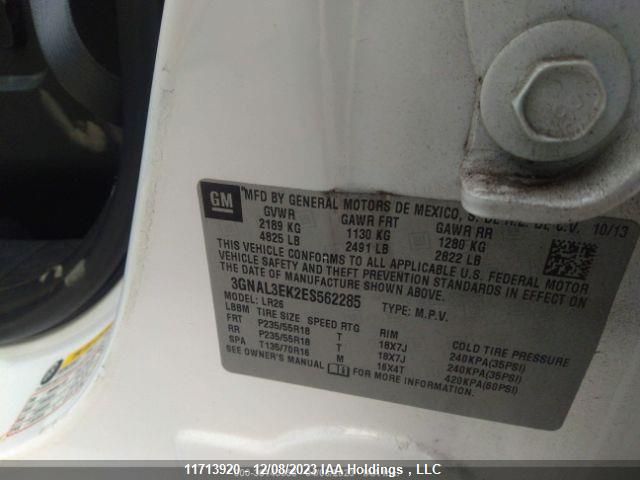 GM MFD BY GENERAL MOTORS DE MEXICO, S. DE R.L. DE C.V. 10/13
GVWR GAWR FRT GAWR RR
2189 KG 1130 KG 1280 KG
4825 LB 2491 LB 2822 LB
THIS VEHICLE CONFORMS TO ALL APPLICABLE U.S. FEDERAL MOTOR
VEHICLE SAFETY AND THEFT PREVENTION STANDARDS IN EFFECT ON
THE DATE OF MANUFACTURE SHOWN ABOVE.
3GNAL3EK2ES562285 TYPE: M.P.V.
MODEL: LR26
LBBM TIRE SIZE SPEED RTG RIM COLD TIRE PRESSURE
FRT P235/55R18 T 18X7J 240KPA(35PSI)
RR P235/55R18 T 18X7J 240KPA(35PSI)
SPA T135/70R16 M 16X4T 420KPA(60PSI)
SEE OWNER'S MANUAL FOR MORE INFORMATION.
11713920 - 12/08/2023 IAA Holdings , LLC